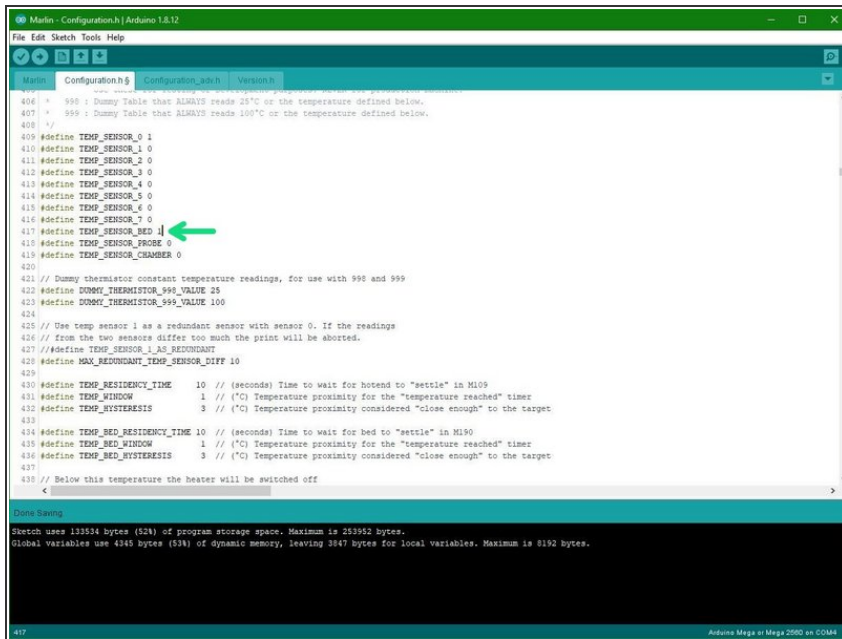 Marlin - Configuration.h | Arduino 1.8.12
File Edit Sketch Tools Help
Marlin Configuration.h § Configuration_adv.h Version.h
406 * 998 : Dummy Table that ALWAYS reads 25°C or the temperature defined below.
407 * 999 : Dummy Table that ALWAYS reads 100°C or the temperature defined below.
408 */
409 #define TEMP_SENSOR_0 1
410 #define TEMP_SENSOR_1 0
411 #define TEMP_SENSOR_2 0
412 #define TEMP_SENSOR_3 0
413 #define TEMP_SENSOR_4 0
414 #define TEMP_SENSOR_5 0
415 #define TEMP_SENSOR_6 0
416 #define TEMP_SENSOR_7 0
417 #define TEMP_SENSOR_BED 1
418 #define TEMP_SENSOR_PROBE 0
419 #define TEMP_SENSOR_CHAMBER 0
420
421 // Dummy thermistor constant temperature readings, for use with 998 and 999
422 #define DUMMY_THERMISTOR_998_VALUE 25
423 #define DUMMY_THERMISTOR_999_VALUE 100
424
425 // Use temp sensor 1 as a redundant sensor with sensor 0. If the readings
426 // from the two sensors differ too much the print will be aborted.
427 //#define TEMP_SENSOR_1_AS_REDUNDANT
428 #define MAX_REDUNDANT_TEMP_SENSOR_DIFF 10
429
430 #define TEMP_RESIDENCY_TIME 10 // (seconds) Time to wait for hotend to "settle" in M109
431 #define TEMP_WINDOW 1 // (°C) Temperature proximity for the "temperature reached" timer
432 #define TEMP_HYSTERESIS 3 // (°C) Temperature proximity considered "close enough" to the target
433
434 #define TEMP_BED_RESIDENCY_TIME 10 // (seconds) Time to wait for bed to "settle" in M190
435 #define TEMP_BED_WINDOW 1 // (°C) Temperature proximity for the "temperature reached" timer
436 #define TEMP_BED_HYSTERESIS 3 // (°C) Temperature proximity considered "close enough" to the target
437
438 // Below this temperature the heater will be switched off
Done Saving.
Sketch uses 133534 bytes (52%) of program storage space. Maximum is 253952 bytes.
Global variables use 4345 bytes (53%) of dynamic memory, leaving 3847 bytes for local variables. Maximum is 8192 bytes.
417 Arduino Mega or Mega 2560 on COM4